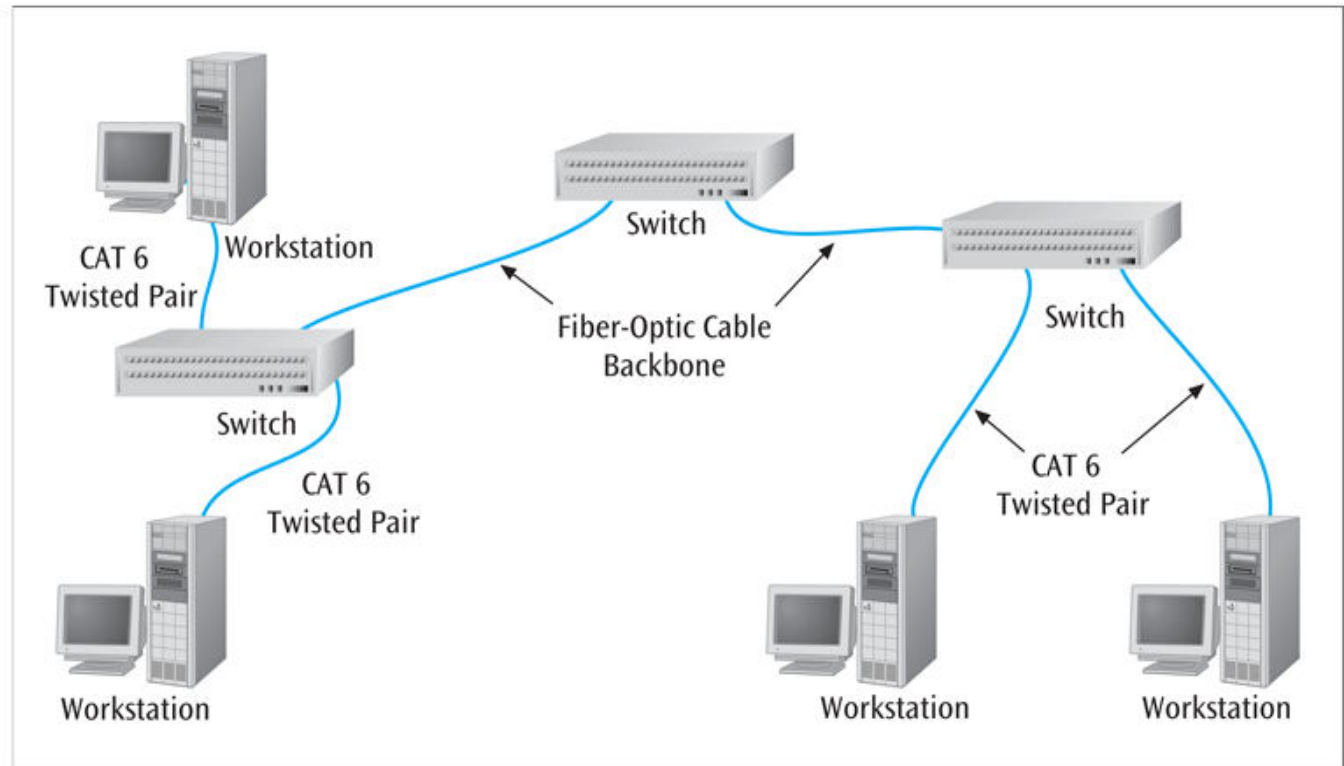 Workstation
CAT 6
Twisted Pair
Switch
CAT 6
Twisted Pair
Workstation
Switch
Fiber-Optic Cable
Backbone
Switch
CAT 6
Twisted Pair
Workstation
Workstation